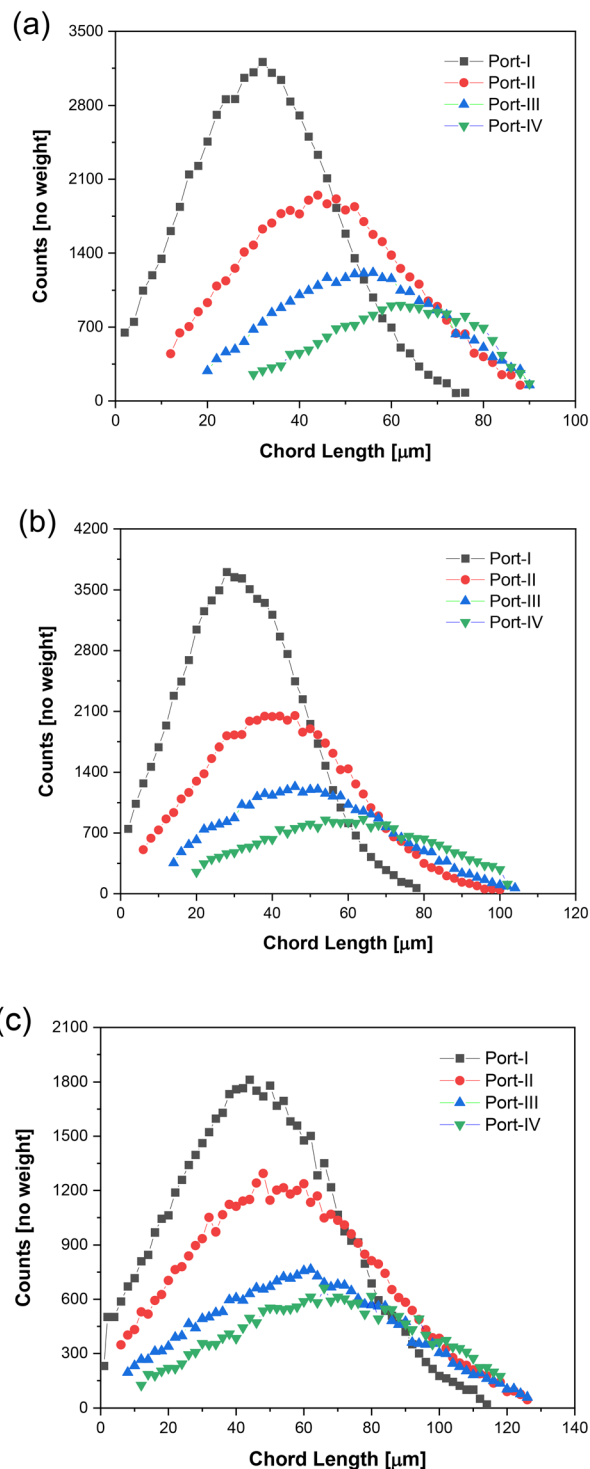 (a)
3500
2800
2100
1400
700
0
Counts [no weight]
Port-I
Port-II
Port-III
Port-IV
0 20 40 60 80 100
Chord Length [μm]
(b)
4200
3500
2800
2100
1400
700
0
Counts [no weight]
Port-I
Port-II
Port-III
Port-IV
0 20 40 60 80 100 120
Chord Length [μm]
(c)
2100
1800
1500
1200
900
600
300
0
Counts [no weight]
Port-I
Port-II
Port-III
Port-IV
0 20 40 60 80 100 120 140
Chord Length [μm]